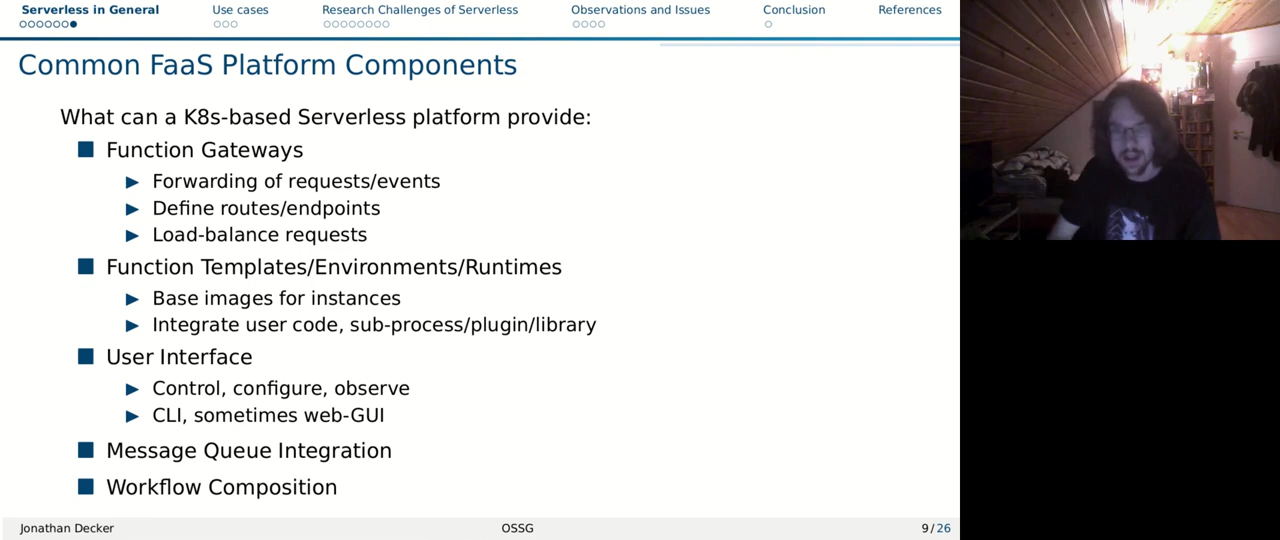 Serverless in General Use cases Research Challenges of Serverless Observations and Issues Conclusion References
Common FaaS Platform Components
What can a K8s-based Serverless platform provide:
Function Gateways
Forwarding of requests/events
Define routes/endpoints
Load-balance requests
Function Templates/Environments/Runtimes
Base images for instances
Integrate user code, sub-process/plugin/library
User Interface
Control, configure, observe
CLI, sometimes web-GUI
Message Queue Integration
Workflow Composition
Jonathan Decker OSSG 9/26